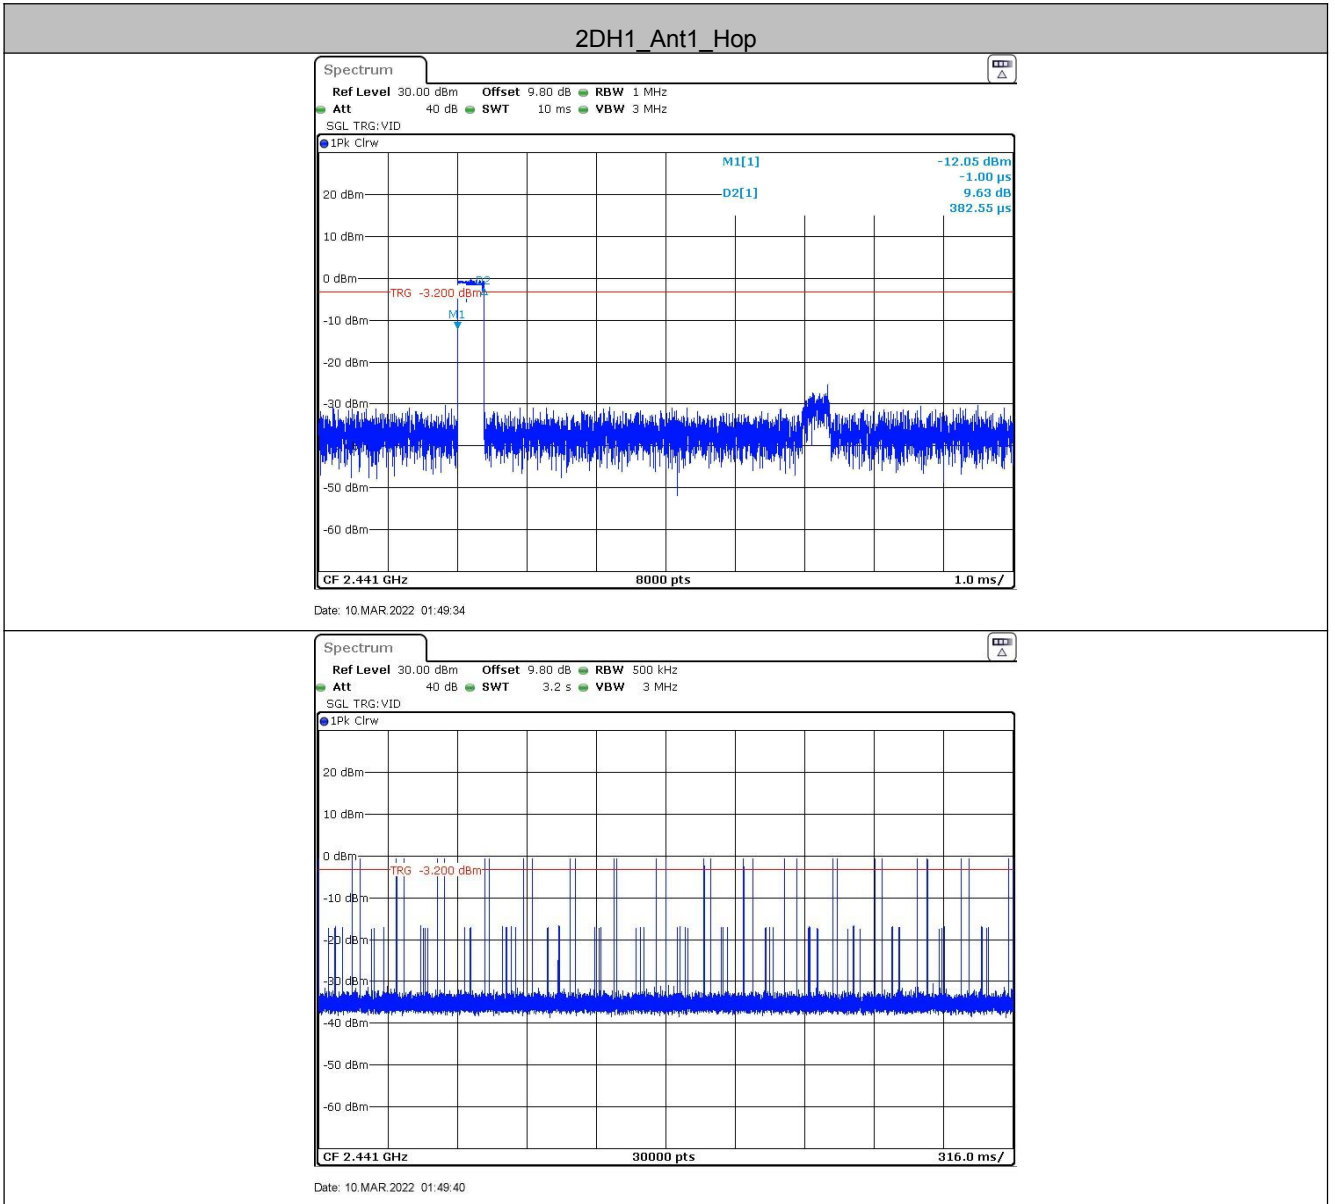 2DH1_Ant1_Hop
Spectrum
Ref Level 30.00 dBm Offset 9.80 dB RBW 1 MHz
Att 40 dB SWT 10 ms VBW 3 MHz
SGL TRG:VID
1Pk Clrw
M1[1] -12.05 dBm
-1.00 µs
20 dBm D2[1] 9.63 dB
382.55 µs
10 dBm
0 dBm D2
TRG -3.200 dBm
M1
-10 dBm
-20 dBm
-30 dBm
-50 dBm
-60 dBm
CF 2.441 GHz 8000 pts 1.0 ms/
Date: 10.MAR.2022 01:49:34
Spectrum
Ref Level 30.00 dBm Offset 9.80 dB RBW 500 kHz
Att 40 dB SWT 3.2 s VBW 3 MHz
SGL TRG:VID
1Pk Clrw
20 dBm
10 dBm
0 dBm
TRG -3.200 dBm
-10 dBm
-20 dBm
-30 dBm
-40 dBm
-50 dBm
-60 dBm
CF 2.441 GHz 30000 pts 316.0 ms/
Date: 10.MAR.2022 01:49:40